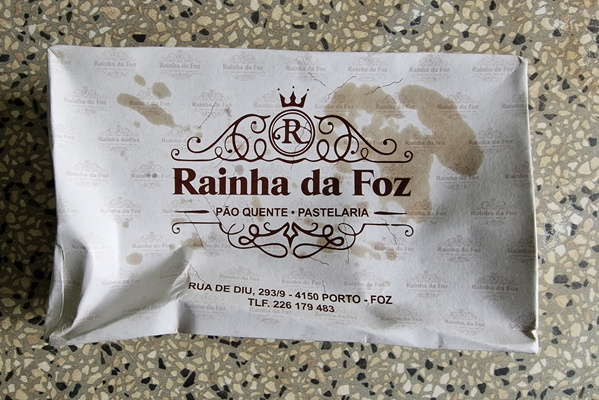 R
Rainha da Foz
PÃO QUENTE • PASTELARIA
RUA DE DIU, 293/9 - 4150 PORTO - FOZ
TLF. 226 179 483